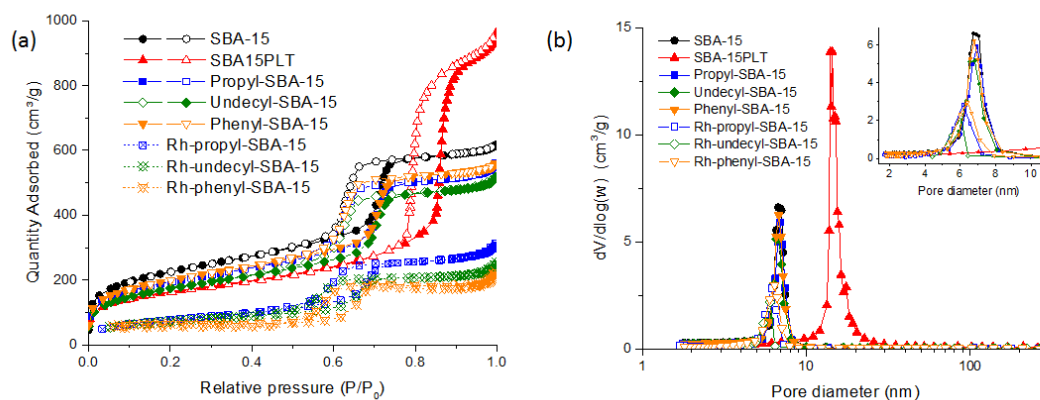 (a)
1000
800
600
400
200
0
Quantity Adsorbed (cm³/g)
SBA-15
SBA15PLT
Propyl-SBA-15
Undecyl-SBA-15
Phenyl-SBA-15
Rh-propyl-SBA-15
Rh-undecyl-SBA-15
Rh-phenyl-SBA-15
0.0 0.2 0.4 0.6 0.8 1.0
Relative pressure (P/P₀)
(b)
15
10
5
0
dV/dlog(w) (cm³/g)
SBA-15
SBA-15PLT
Propyl-SBA-15
Undecyl-SBA-15
Phenyl-SBA-15
Rh-propyl-SBA-15
Rh-undecyl-SBA-15
Rh-phenyl-SBA-15
6
5
4
3
2
1
0
2 4 6 8 10
Pore diameter (nm)
1 10 100
Pore diameter (nm)